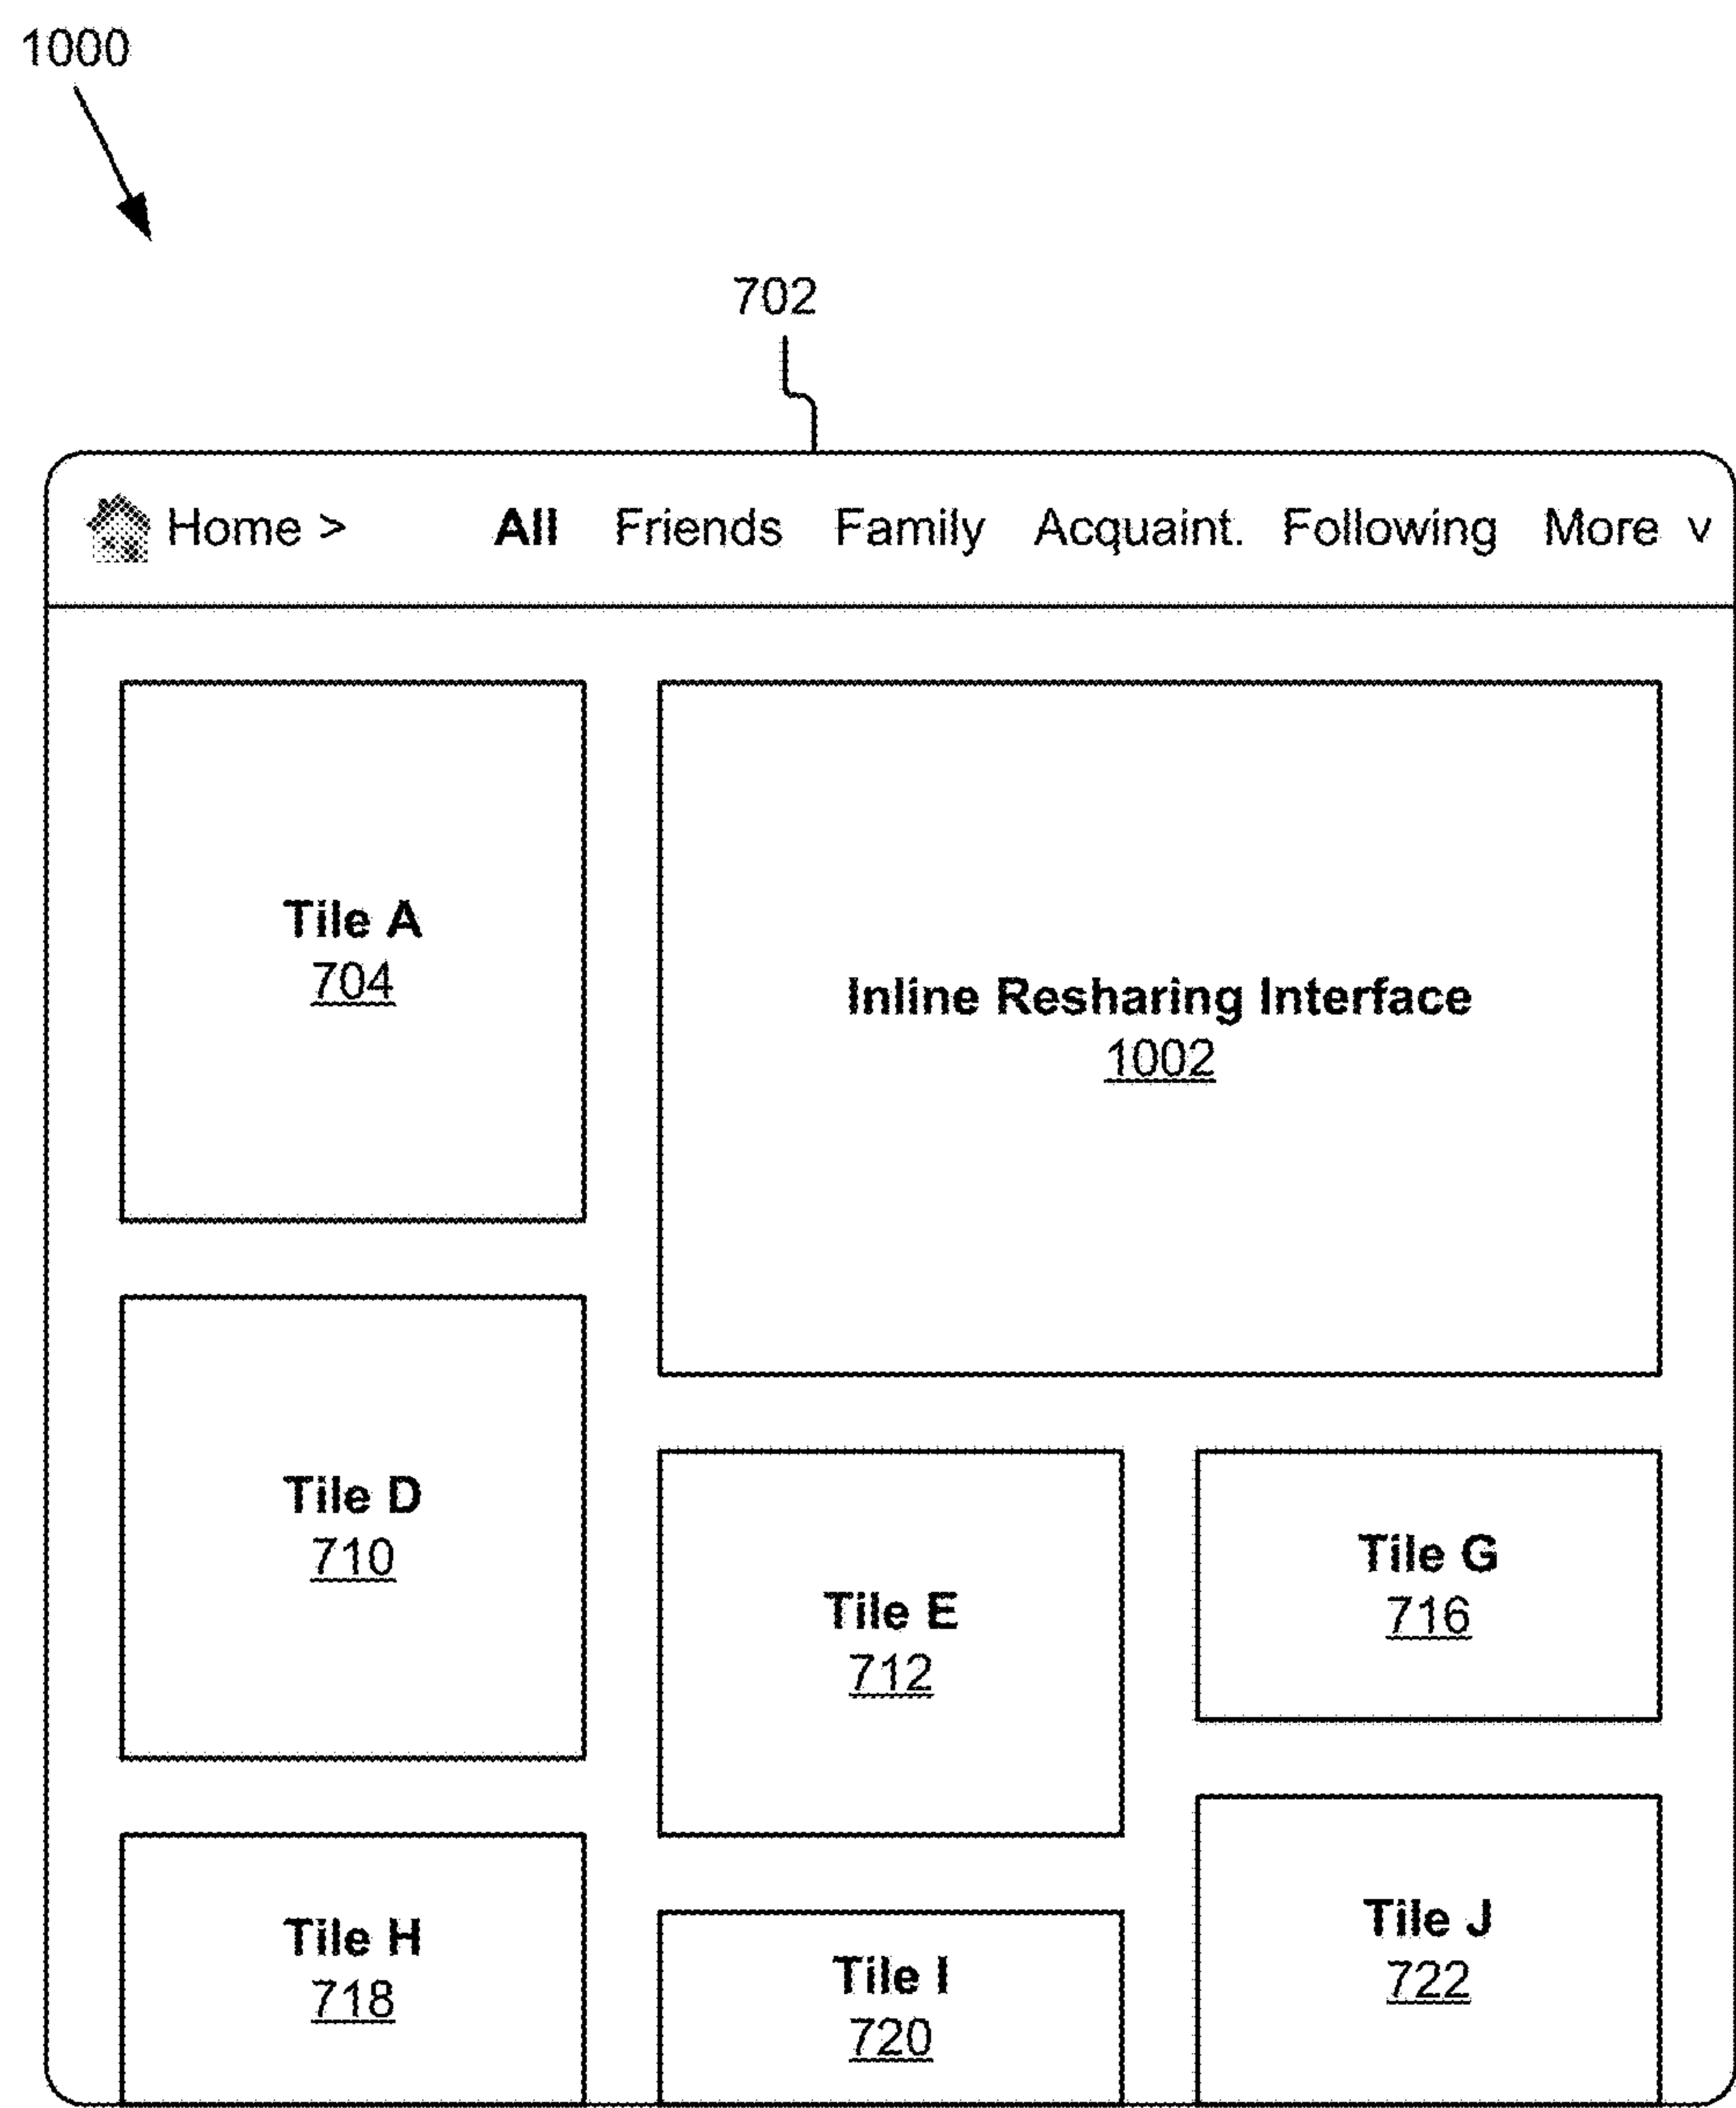 1000
702
Home > All Friends Family Acquaint. Following More v
Tile A
704
Inline Resharing Interface
1002
Tile D
710
Tile E
712
Tile G
716
Tile H
718
Tile I
720
Tile J
722